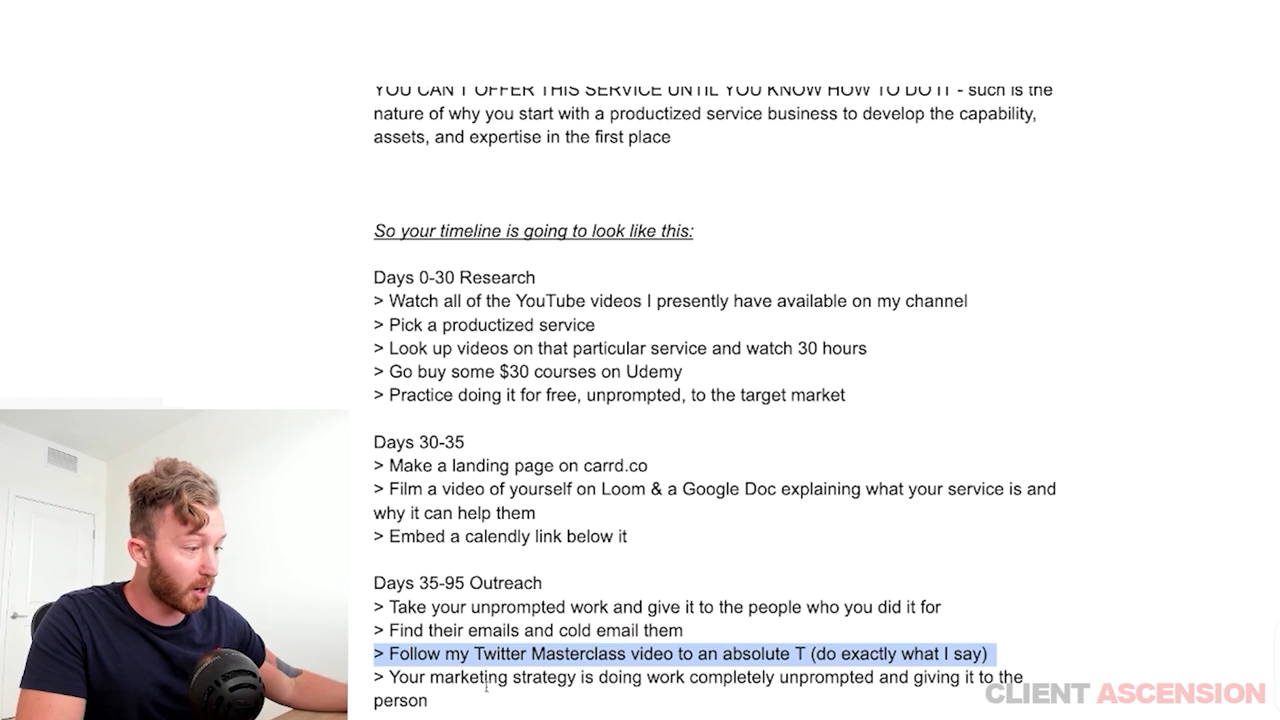 YOU CAN'T OFFER THIS SERVICE UNTIL YOU KNOW HOW TO DO IT - such is the
nature of why you start with a productized service business to develop the capability,
assets, and expertise in the first place
So your timeline is going to look like this:
Days 0-30 Research
> Watch all of the YouTube videos I presently have available on my channel
> Pick a productized service
> Look up videos on that particular service and watch 30 hours
> Go buy some $30 courses on Udemy
> Practice doing it for free, unprompted, to the target market
Days 30-35
> Make a landing page on carrd.co
> Film a video of yourself on Loom & a Google Doc explaining what your service is and
why it can help them
> Embed a calendly link below it
Days 35-95 Outreach
> Take your unprompted work and give it to the people who you did it for
> Find their emails and cold email them
> Follow my Twitter Masterclass video to an absolute T (do exactly what I say)
> Your marketing strategy is doing work completely unprompted and giving it to the
person
CLIENT ASCENSION